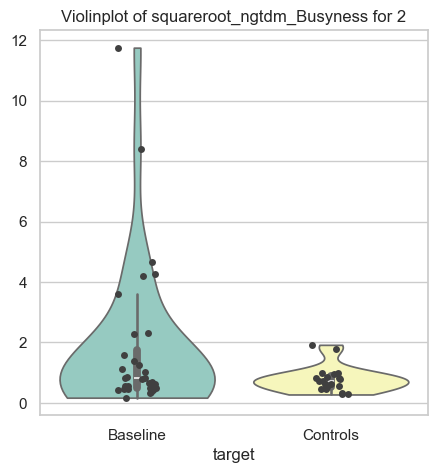 Violinplot of squareroot_ngtdm_Busyness for 2
12
10
8
6
4
2
0
Baseline Controls
target